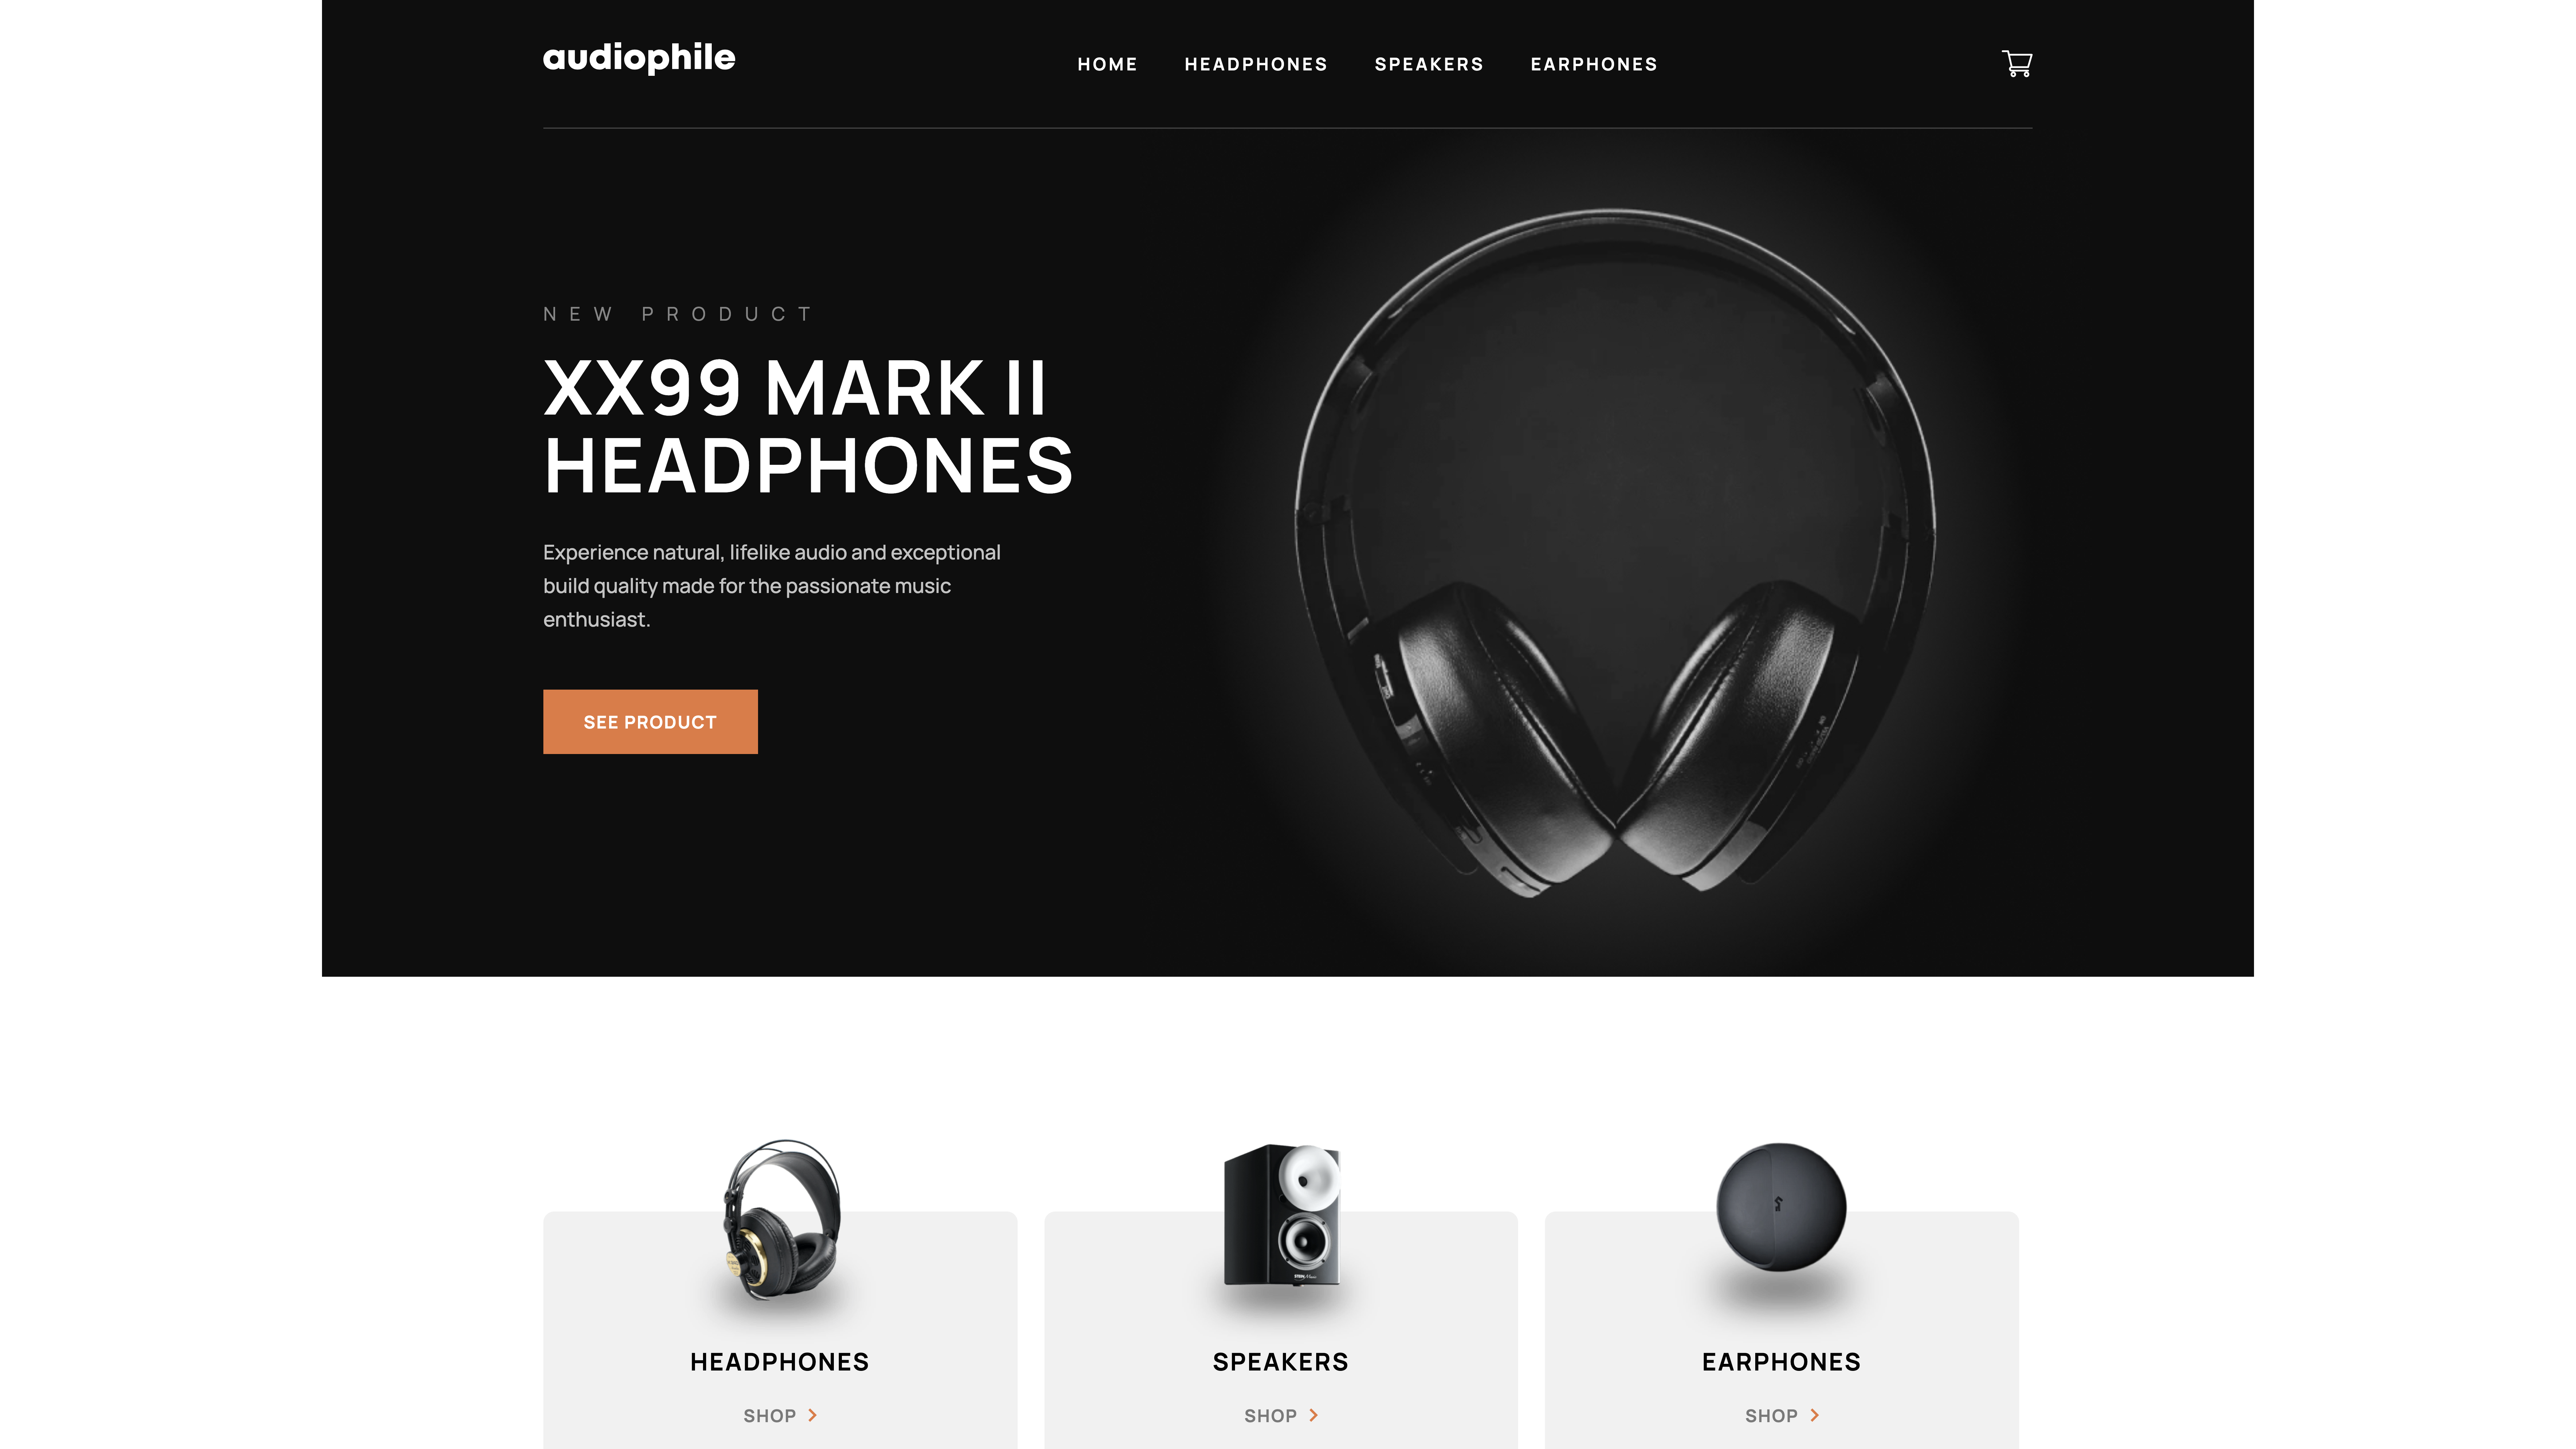 audiophile
HOME HEADPHONES SPEAKERS EARPHONES
NEW PRODUCT
XX99 MARK II
HEADPHONES
Experience natural, lifelike audio and exceptional
build quality made for the passionate music
enthusiast.
SEE PRODUCT
HEADPHONES
SPEAKERS
EARPHONES
SHOP
SHOP
SHOP